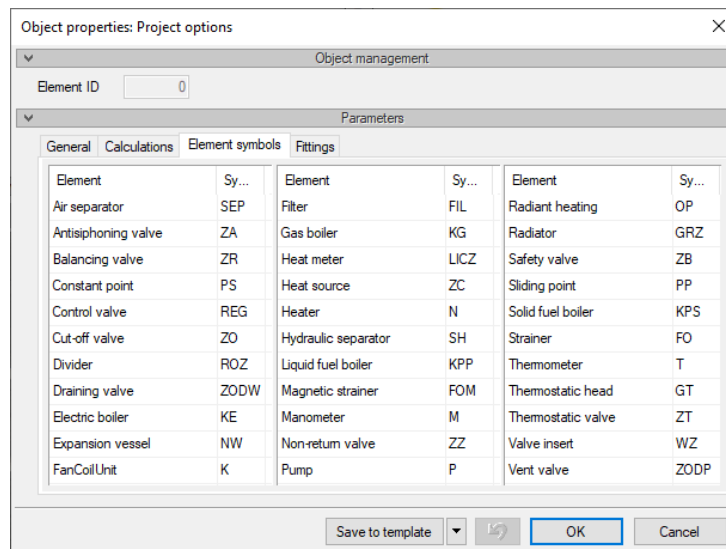 Object properties: Project options
Object management
Element ID 0
Parameters
General Calculations Element symbols Fittings
Element Sy... Element Sy... Element Sy...
Air separator SEP Filter FIL Radiant heating OP
Antisiphoning valve ZA Gas boiler KG Radiator GRZ
Balancing valve ZR Heat meter LICZ Safety valve ZB
Constant point PS Heat source ZC Sliding point PP
Control valve REG Heater N Solid fuel boiler KPS
Cut-off valve ZO Hydraulic separator SH Strainer FO
Divider ROZ Liquid fuel boiler KPP Thermometer T
Draining valve ZODW Magnetic strainer FOM Thermostatic head GT
Electric boiler KE Manometer M Thermostatic valve ZT
Expansion vessel NW Non-return valve ZZ Valve insert WZ
FanCoilUnit K Pump P Vent valve ZODP
Save to template OK Cancel